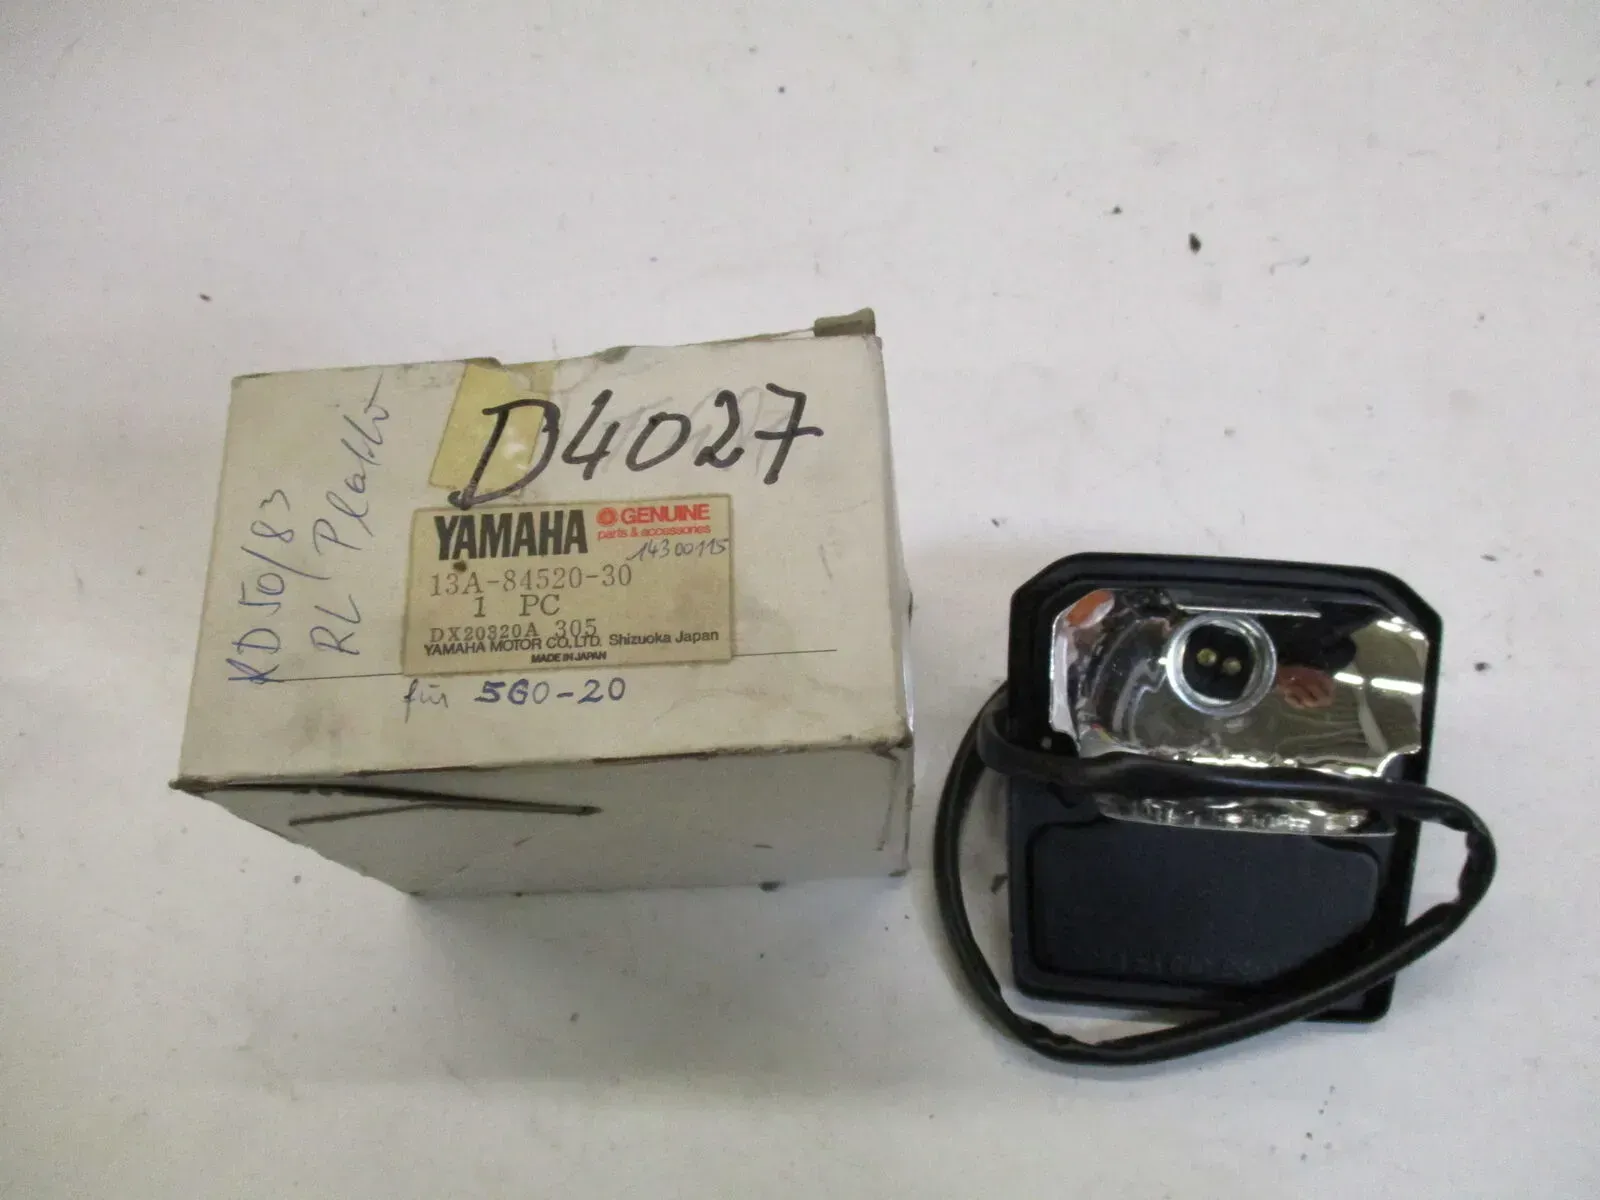 D4027
YAMAHA GENUINE
parts & accessories
14300115
13A-84520-30
1 PC
DX20320A 305
YAMAHA MOTOR CO.,LTD. Shizuoka Japan
MADE IN JAPAN
für 5G0-20
KD50/83
RL Platte